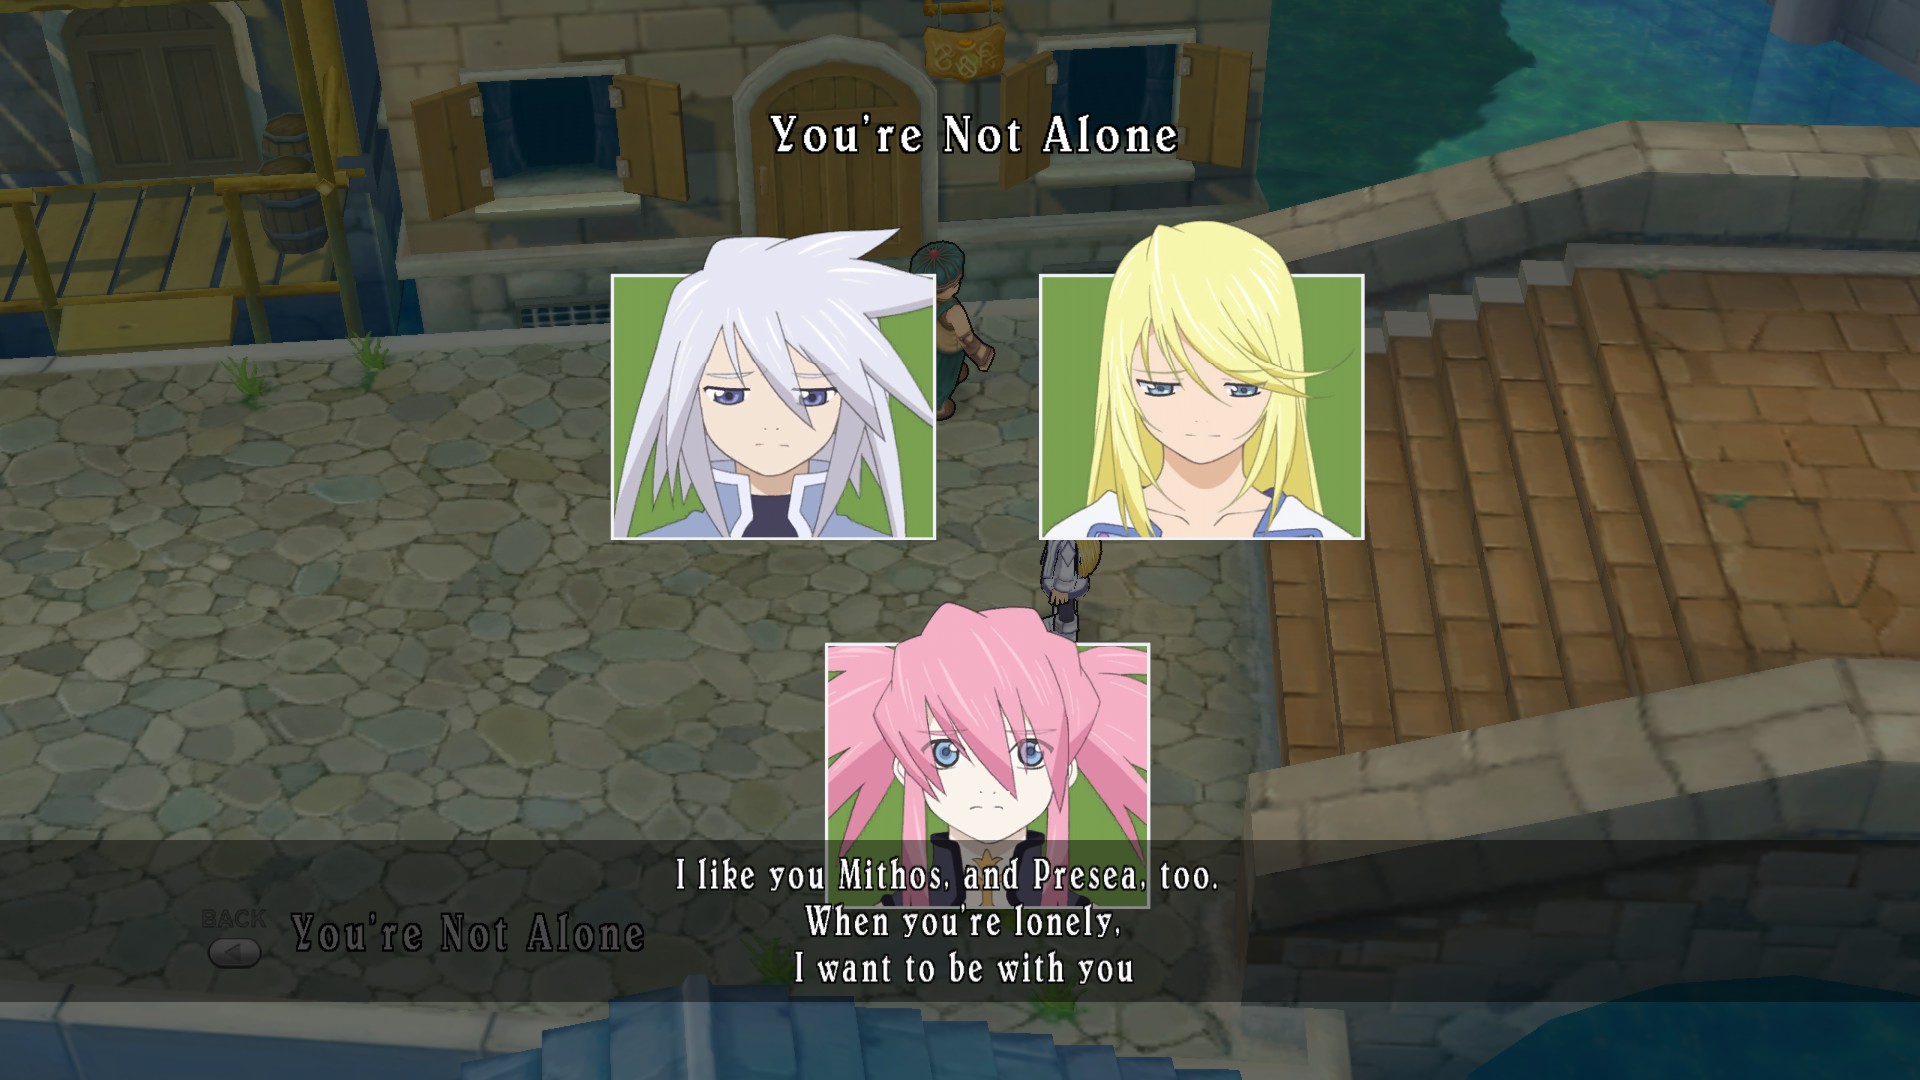 You're Not Alone
I like you Mithos, and Presea, too.
When you're lonely,
I want to be with you
BACK
You're Not Alone